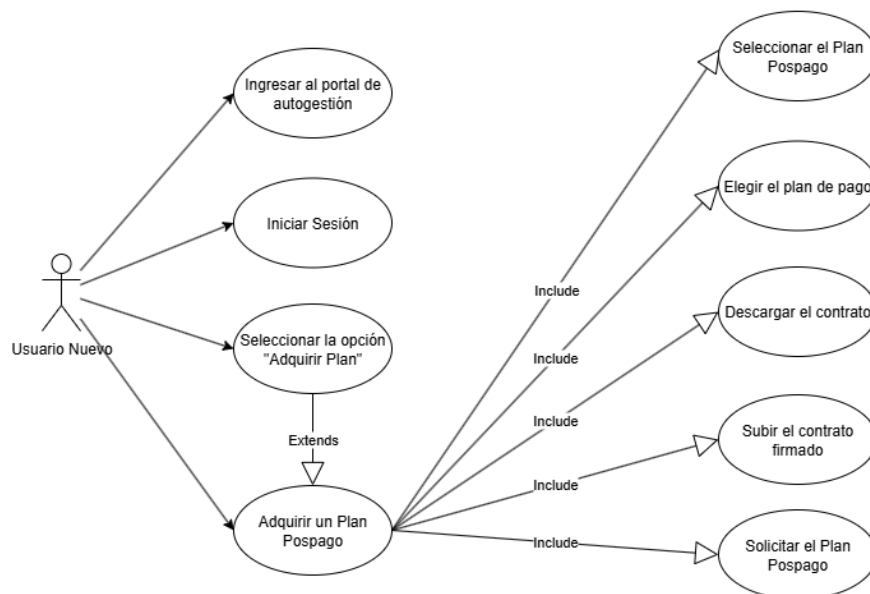 Ingresar al portal de
autogestión
Iniciar Sesión
Usuario Nuevo
Seleccionar la opción
"Adquirir Plan"
Extends
Adquirir un Plan
Pospago
Include
Include
Include
Include
Include
Seleccionar el Plan
Pospago
Elegir el plan de pago
Descargar el contrato
Subir el contrato
firmado
Solicitar el Plan
Pospago